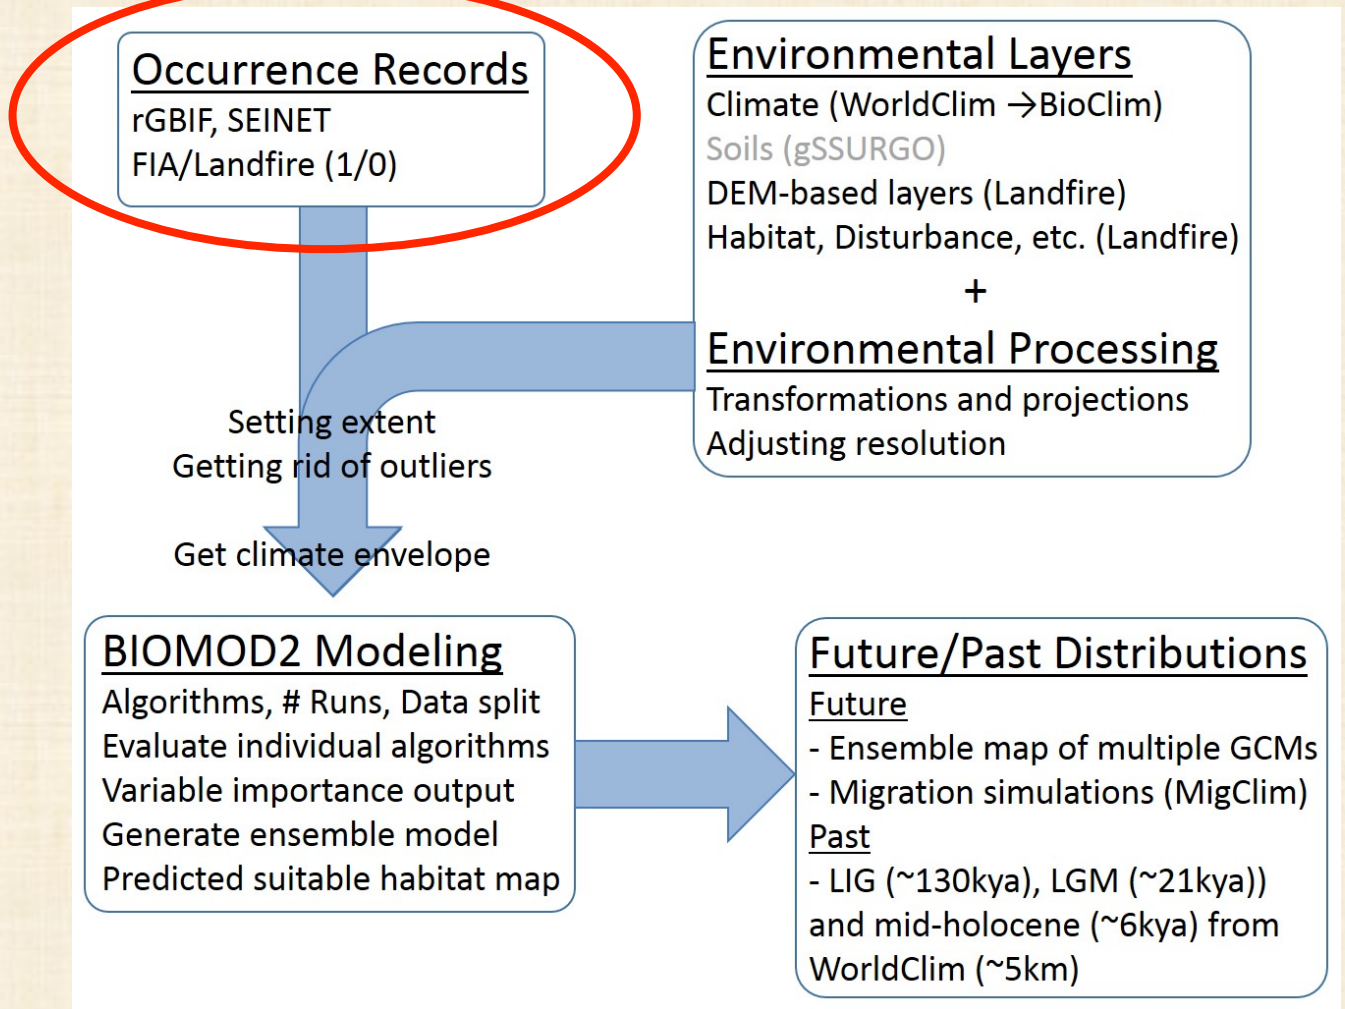 Occurrence Records
rGBIF, SEINET
FIA/Landfire (1/0)
Environmental Layers
Climate (WorldClim →BioClim)
Soils (gSSURGO)
DEM-based layers (Landfire)
Habitat, Disturbance, etc. (Landfire)
+
Environmental Processing
Transformations and projections
Adjusting resolution
Setting extent
Getting rid of outliers
Get climate envelope
BIOMOD2 Modeling
Algorithms, # Runs, Data split
Evaluate individual algorithms
Variable importance output
Generate ensemble model
Predicted suitable habitat map
Future/Past Distributions
Future
- Ensemble map of multiple GCMs
- Migration simulations (MigClim)
Past
- LIG (~130kya), LGM (~21kya))
and mid-holocene (~6kya) from
WorldClim (~5km)